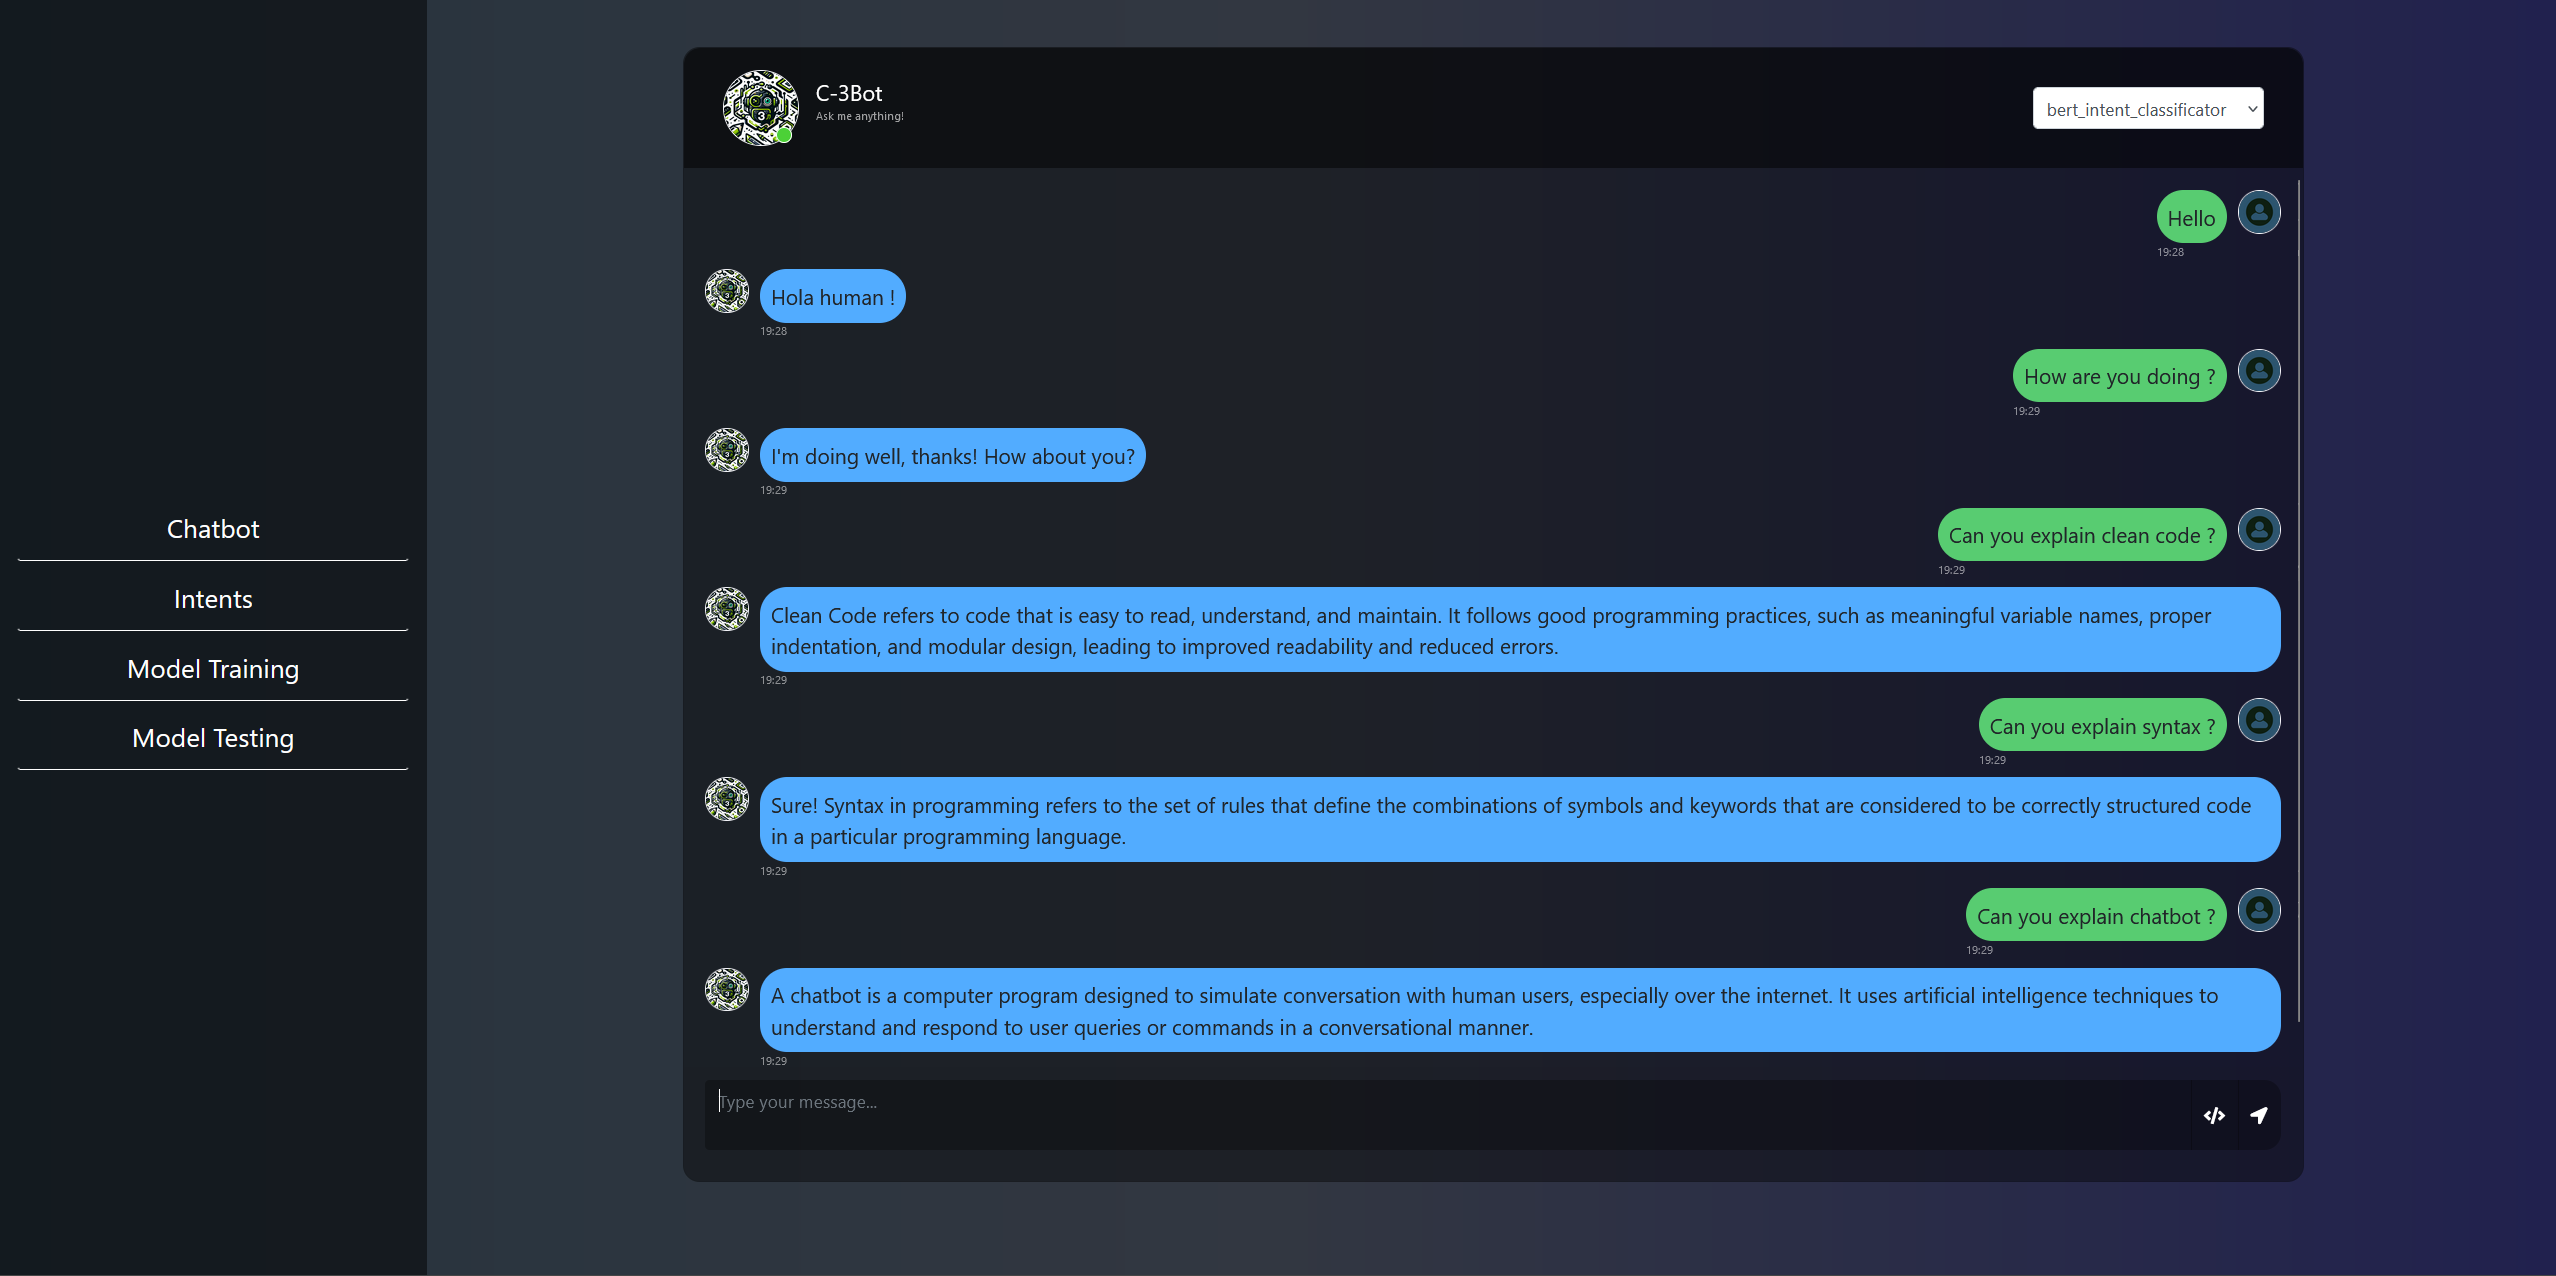 Chatbot
Intents
Model Training
Model Testing
C-3Bot
Ask me anything!
bert_intent_classificator
Hello
19:28
Hola human !
19:28
How are you doing ?
19:29
I'm doing well, thanks! How about you?
19:29
Can you explain clean code ?
19:29
Clean Code refers to code that is easy to read, understand, and maintain. It follows good programming practices, such as meaningful variable names, proper
indentation, and modular design, leading to improved readability and reduced errors.
19:29
Can you explain syntax ?
19:29
Sure! Syntax in programming refers to the set of rules that define the combinations of symbols and keywords that are considered to be correctly structured code
in a particular programming language.
19:29
Can you explain chatbot ?
19:29
A chatbot is a computer program designed to simulate conversation with human users, especially over the internet. It uses artificial intelligence techniques to
understand and respond to user queries or commands in a conversational manner.
19:29
Type your message...